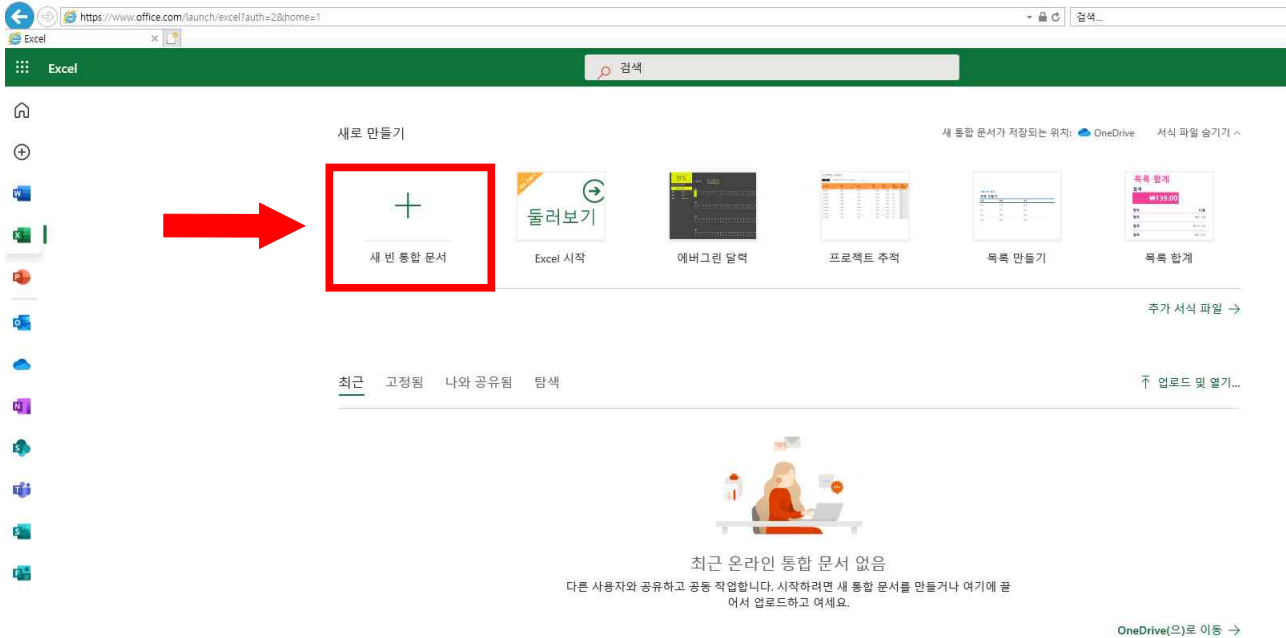 https://www.office.com/launch/excel?auth=2&home=1
검색...
Excel
Excel
검색
새로 만들기
새 통합 문서가 저장되는 위치: OneDrive 서식 파일 숨기기
둘러보기
목록 합계
합계
₩139.00
새 빈 통합 문서
Excel 시작
에버그린 달력
프로젝트 추적
목록 만들기
목록 합계
추가 서식 파일 →
최근 고정됨 나와 공유됨 탐색
업로드 및 열기...
최근 온라인 통합 문서 없음
다른 사용자와 공유하고 공동 작업합니다. 시작하려면 새 통합 문서를 만들거나 여기에 끌
어서 업로드하고 여세요.
OneDrive(으)로 이동 →